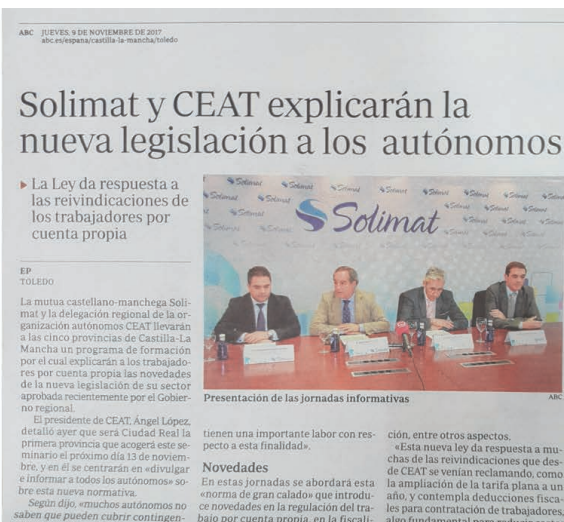 ABC JUEVES, 9 DE NOVIEMBRE DE 2017
abc.es/espana/castilla-la-mancha/toledo
Solimat y CEAT explicarán la
nueva legislación a los autónomos
La Ley da respuesta a
las reivindicaciones de
los trabajadores por
cuenta propia
Solimat
EP
TOLEDO
La mutua castellano-manchega Soli-
mat y la delegación regional de la or-
ganización autónomos CEAT llevarán
a las cinco provincias de Castilla-La
Mancha un programa de formación
por el cual explicarán a los trabajado-
res por cuenta propia las novedades
de la nueva legislación de su sector
aprobada recientemente por el Gobier-
no regional.
El presidente de CEAT, Ángel López,
detalló ayer que será Ciudad Real la
primera provincia que acogerá este se-
minario el próximo día 13 de noviem-
bre, y en él se centrarán en «divulgar
e informar a todos los autónomos» so-
bre esta nueva normativa.
Según dijo, «muchos autónomos no
saben que pueden cubrir contingen-
Presentación de las jornadas informativas
ABC
tienen una importante labor con res-
pecto a esta finalidad».
Novedades
En estas jornadas se abordará esta
«norma de gran calado» que introdu-
ce novedades en la regulación del tra-
bajo por cuenta propia, en la fiscali-
ción, entre otros aspectos.
«Esta nueva ley da respuesta a mu-
chas de las reivindicaciones que des-
de CEAT se venían reclamando, como
la ampliación de la tarifa plana a un
año, y contempla deducciones fisca-
les para contratación de trabajadores,
algo fundamental